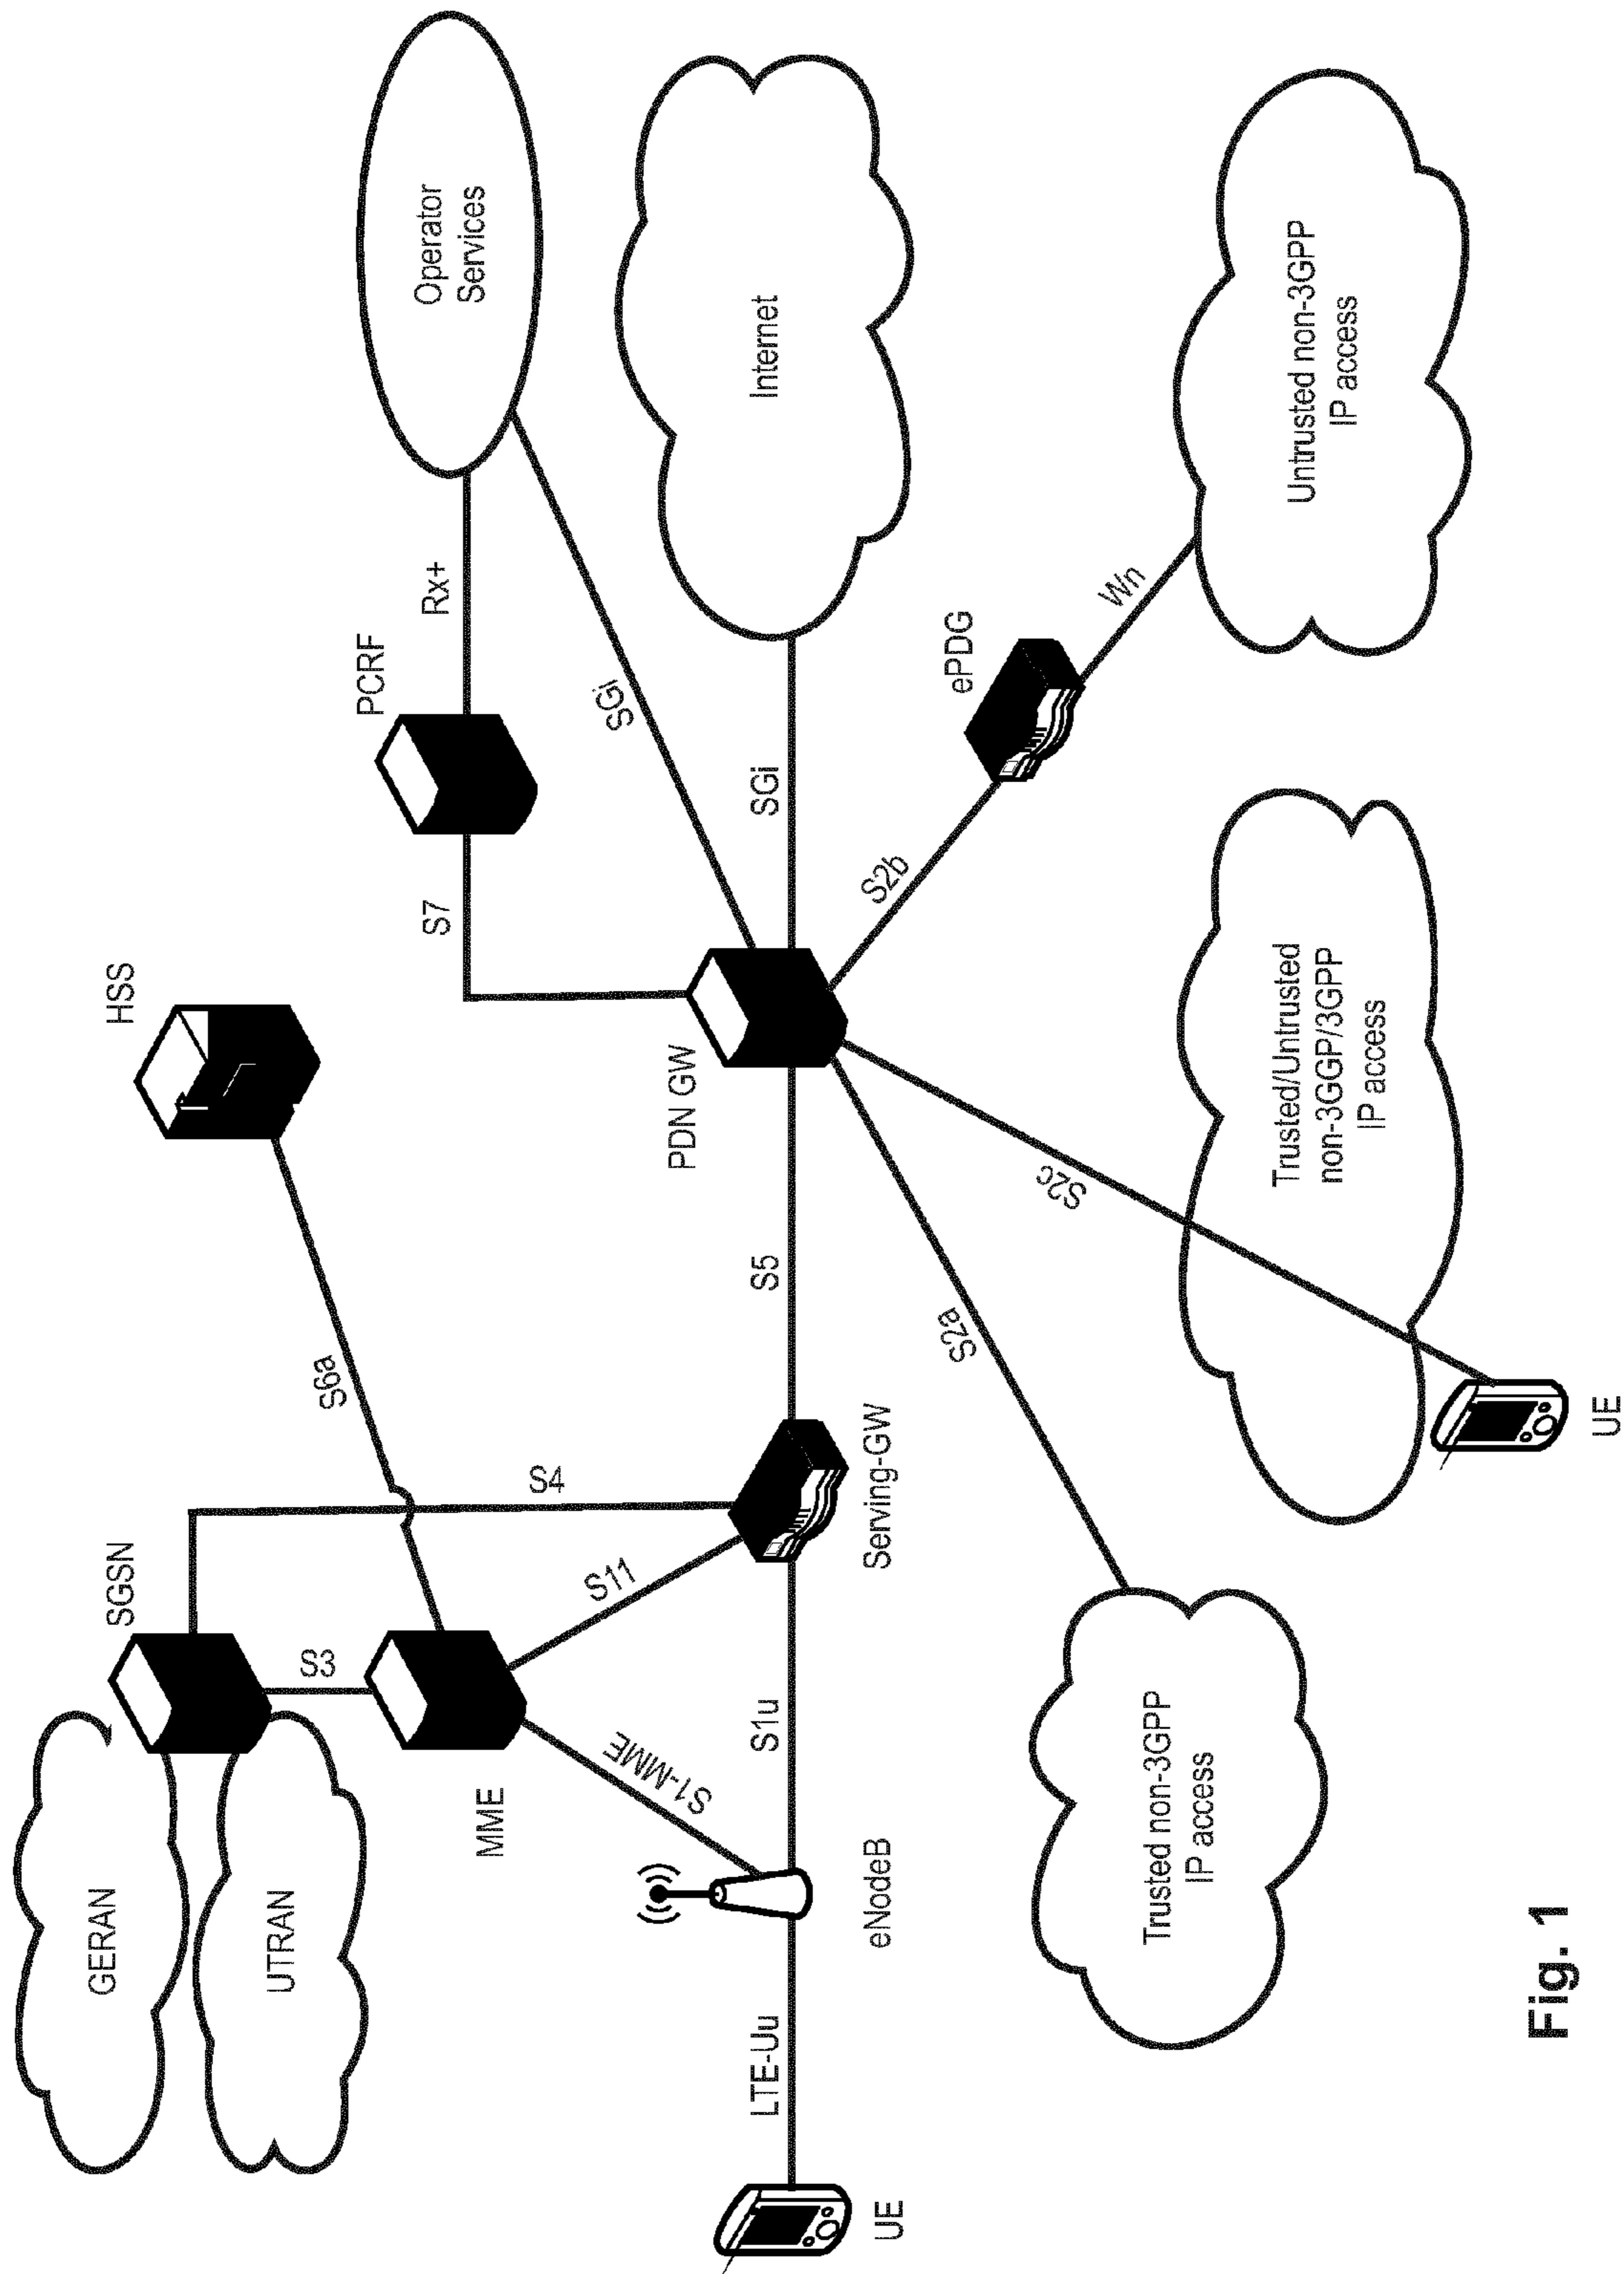 GERAN
UTRAN
SGSN
HSS
S3
S6a
S4
MME
S11
S1-MME
PCRF
S7
Rx+
Operator
Services
SGi
PDN GW
Internet
LTE-Uu
S1u
S5
SGi
UE
eNodeB
Serving-GW
S2a
S2c
S2b
ePDG
Wn
Trusted non-3GPP
IP access
Trusted/Untrusted
non-3GGP/3GPP
IP access
Untrusted non-3GPP
IP access
UE
Fig. 1